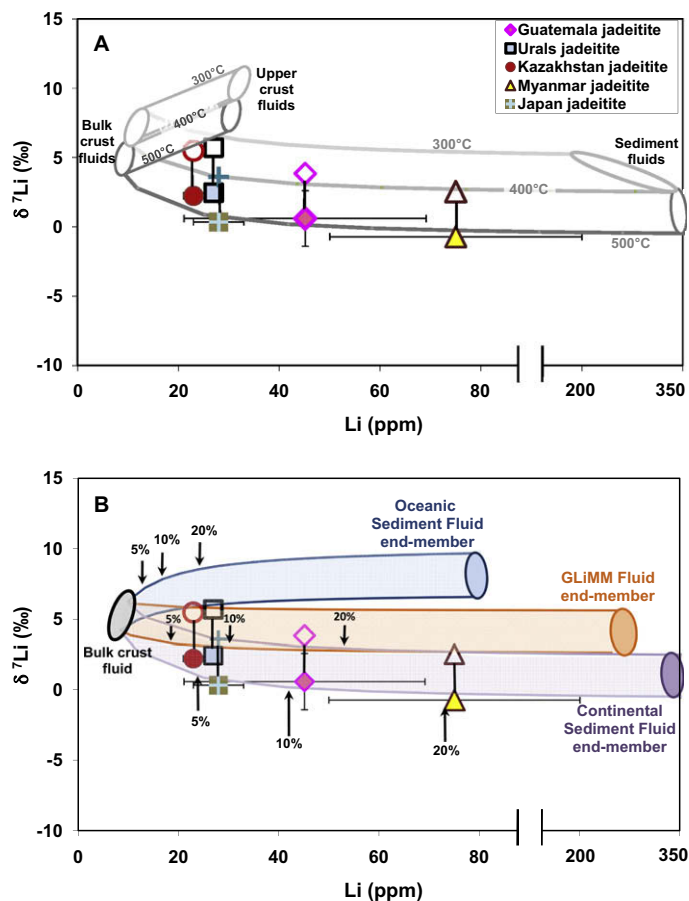 15
10
5
0
-5
-10
δ ⁷Li (‰)
A
Guatemala jadeitite
Urals jadeitite
Kazakhstan jadeitite
Myanmar jadeitite
Japan jadeitite
300°C
400°C
500°C
Upper
crust
fluids
Bulk
crust
fluids
300°C
400°C
500°C
Sediment
fluids
0
20
40
60
80
200
350
Li (ppm)
15
10
5
0
-5
-10
δ ⁷Li (‰)
B
5%
10%
20%
Oceanic
Sediment Fluid
end-member
GLiMM Fluid
end-member
5%
10%
20%
Bulk crust
fluid
5%
10%
20%
Continental
Sediment Fluid
end-member
0
20
40
60
80
200
350
Li (ppm)